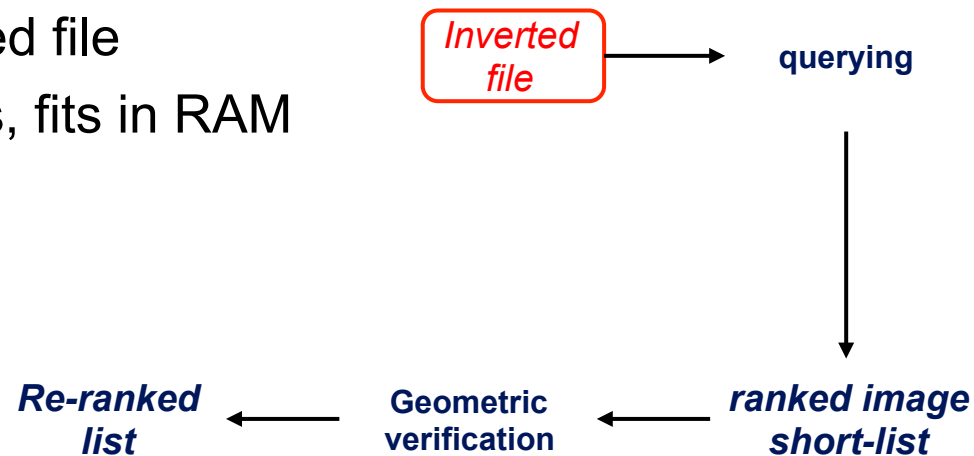 ed file
s, fits in RAM
Inverted
file
querying
ranked image
short-list
Geometric
verification
Re-ranked
list